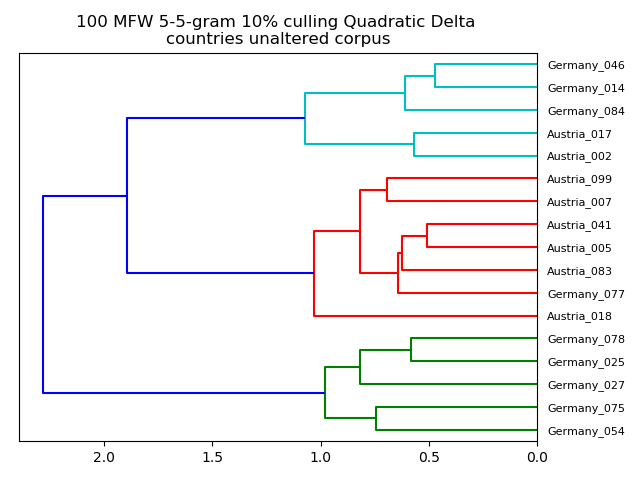 100 MFW 5-5-gram 10% culling Quadratic Delta
countries unaltered corpus
Germany_046
Germany_014
Germany_084
Austria_017
Austria_002
Austria_099
Austria_007
Austria_041
Austria_005
Austria_083
Germany_077
Austria_018
Germany_078
Germany_025
Germany_027
Germany_075
Germany_054
2.0 1.5 1.0 0.5 0.0